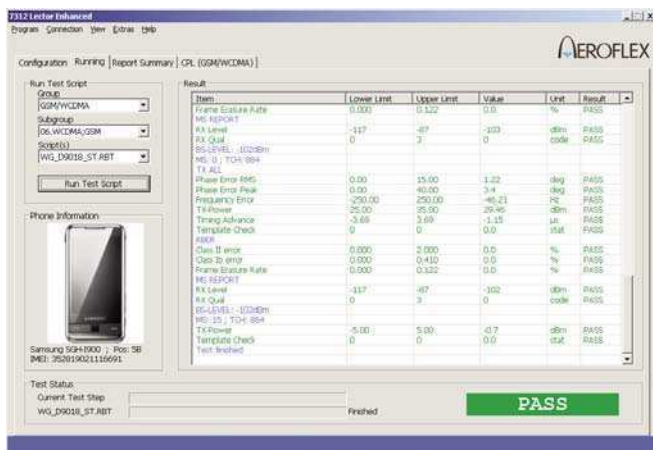 7312 Lector Enhanced
Program Connection View Extras Help
AEROFLEX
Configuration Running Report Summary CPL (GSM/WCDMA)
Run Test Script
Group
GSM/WCDMA
Subgroup
06.WCDMA;GSM
Script(s)
WG_D9018_ST.RBT
Run Test Script
Phone Information
Samsung SGH-I900 ; Pos: 5B
IMEI: 352819021116691
Result
Item Lower Limit Upper Limit Value Unit Result
Frame Erasure Rate 0.000 0.122 0.0 % PASS
MS REPORT
RX Level -117 -87 -103 dBm PASS
RX Qual 0 3 0 code PASS
BS-LEVEL: -102dBm
MS: 0 ; TCH: 884
TX ALL
Phase Error RMS 0.00 15.00 1.22 deg PASS
Phase Error Peak 0.00 40.00 3.4 deg PASS
Frequency Error -250.00 250.00 -46.21 Hz PASS
TX-Power 25.00 35.00 29.46 dBm PASS
Timing Advance -3.69 3.69 -1.15 µs PASS
Template Check 0 0 0.0 stat PASS
RBER
Class II error 0.000 2.000 0.0 % PASS
Class Ib error 0.000 0.410 0.0 % PASS
Frame Erasure Rate 0.000 0.122 0.0 % PASS
MS REPORT
RX Level -117 -87 -102 dBm PASS
RX Qual 0 3 0 code PASS
BS-LEVEL: -102dBm
MS: 15 ; TCH: 884
TX-Power -5.00 5.00 -0.7 dBm PASS
Template Check 0 0 0.0 stat PASS
Test finished
Test Status
Current Test Step
WG_D9018_ST.RBT Finished
PASS